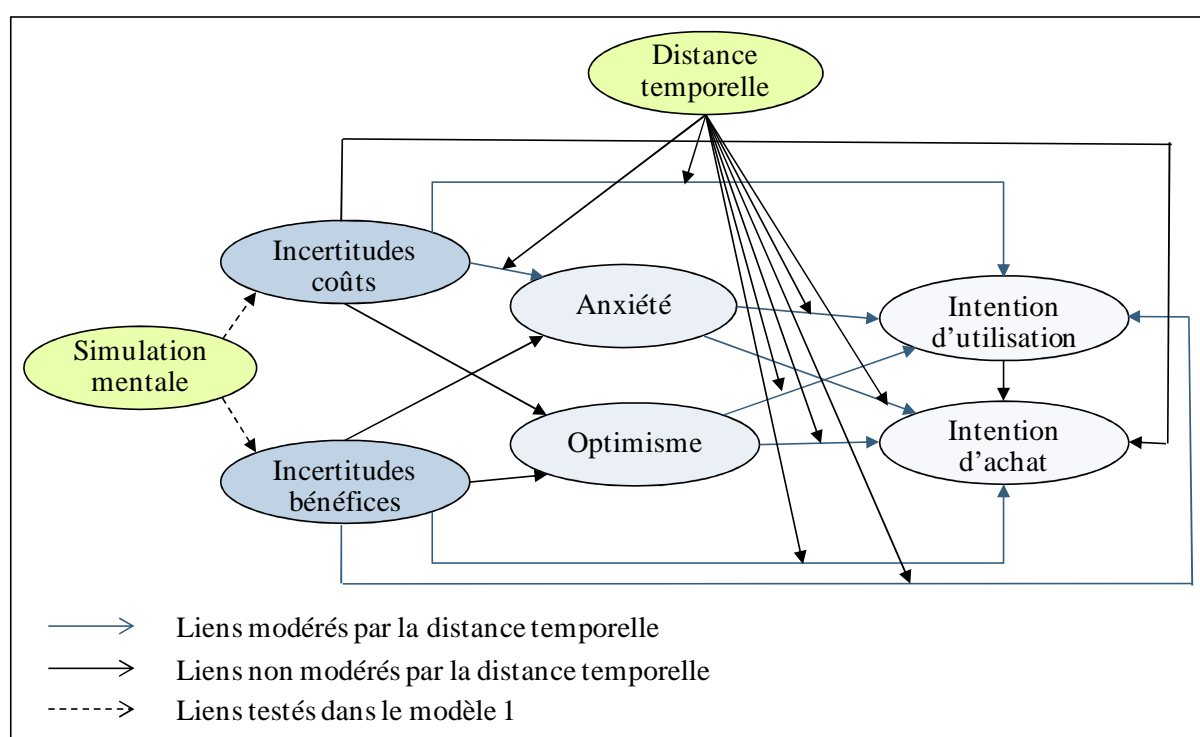 Distance
temporelle
Incertitudes
coûts
Anxiété
Intention
d'utilisation
Simulation
mentale
Optimisme
Intention
d'achat
Incertitudes
bénéfices
Liens modérés par la distance temporelle
Liens non modérés par la distance temporelle
Liens testés dans le modèle 1